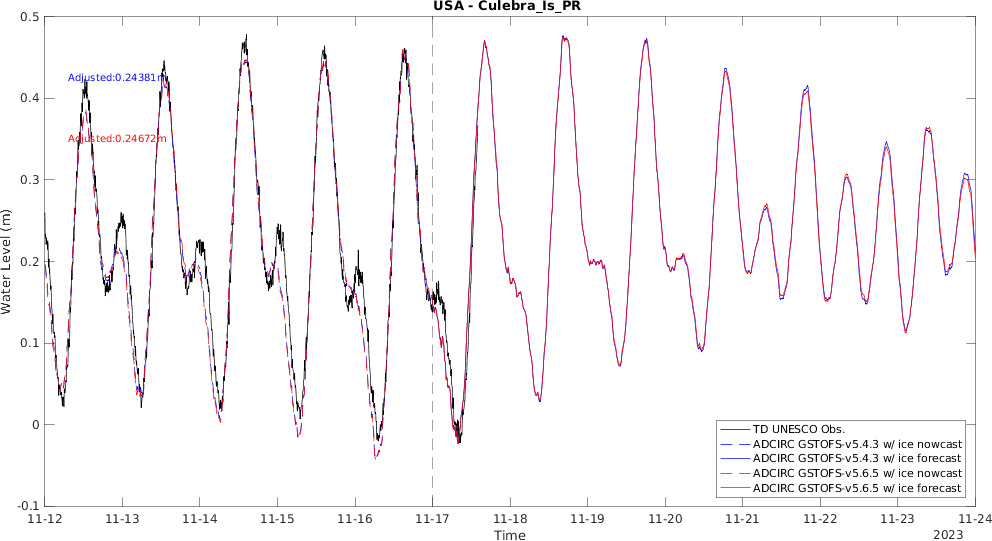 USA - Culebra_Is_PR
0.5
0.4
0.3
0.2
0.1
0
-0.1
Water Level (m)
Adjusted:0.24381m
Adjusted:0.24672m
TD UNESCO Obs.
ADCIRC GSTOFS-v5.4.3 w/ ice nowcast
ADCIRC GSTOFS-v5.4.3 w/ ice forecast
ADCIRC GSTOFS-v5.6.5 w/ ice nowcast
ADCIRC GSTOFS-v5.6.5 w/ ice forecast
11-12 11-13 11-14 11-15 11-16 11-17 11-18 11-19 11-20 11-21 11-22 11-23 11-24
Time
2023